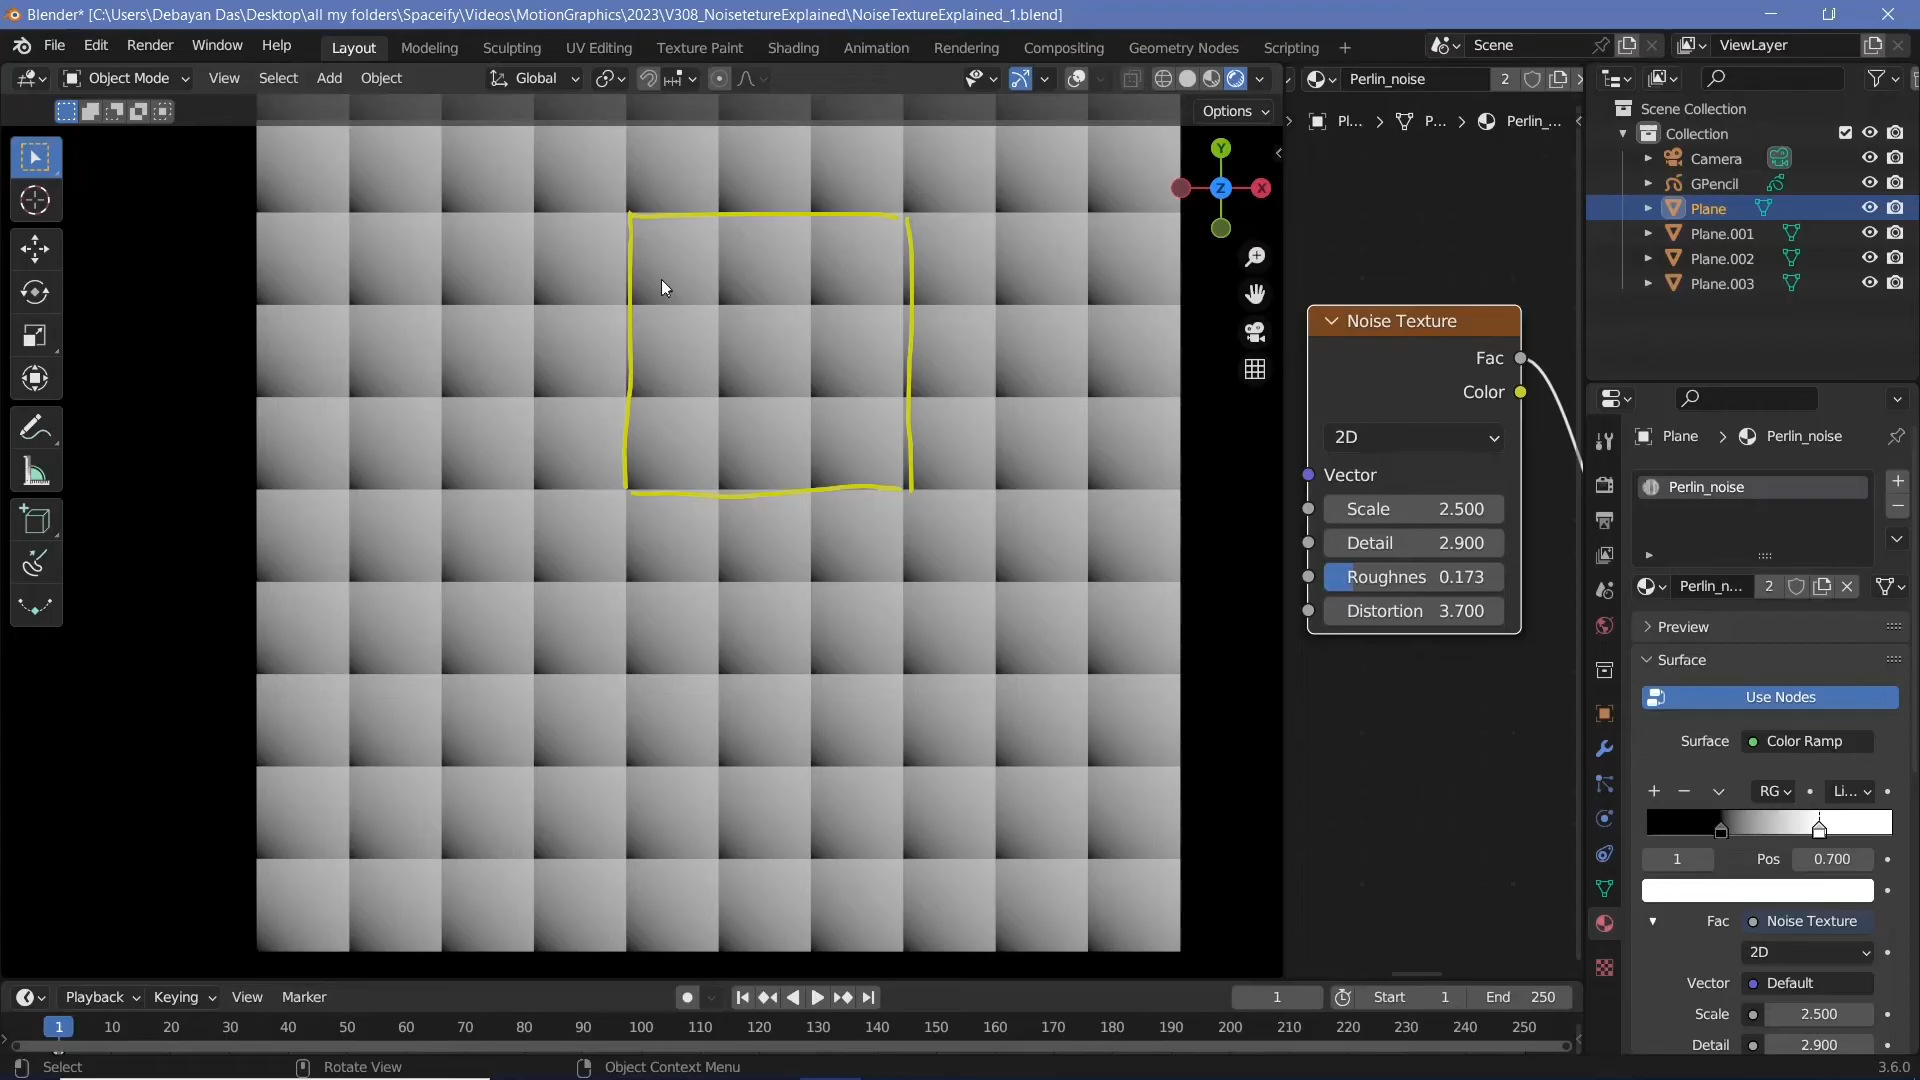 Blender* [C:\Users\Debayan Das\Desktop\all my folders\Spaceify\Videos\MotionGraphics\2023\V308_NoisetetureExplained\NoiseTextureExplained_1.blend]
File Edit Render Window Help Layout Modeling Sculpting UV Editing Texture Paint Shading Animation Rendering Compositing Geometry Nodes Scripting + Scene ViewLayer
Object Mode View Select Add Object Global Perlin_noise 2
Options
Pl... > P... > Perlin_...
Y
Z X
Scene Collection
Collection
Camera
GPencil
Plane
Plane.001
Plane.002
Plane.003
Noise Texture
Fac
Color
2D
Vector
Scale 2.500
Detail 2.900
Roughnes 0.173
Distortion 3.700
Plane > Perlin_noise
Perlin_noise
Perlin_n... 2
Preview
Surface
Use Nodes
Surface Color Ramp
RG Li...
1 Pos 0.700
Fac Noise Texture
2D
Vector Default
Scale 2.500
Detail 2.900
Playback Keying View Marker 1 Start 1 End 250
1 10 20 30 40 50 60 70 80 90 100 110 120 130 140 150 160 170 180 190 200 210 220 230 240 250
Select Rotate View Object Context Menu 3.6.0